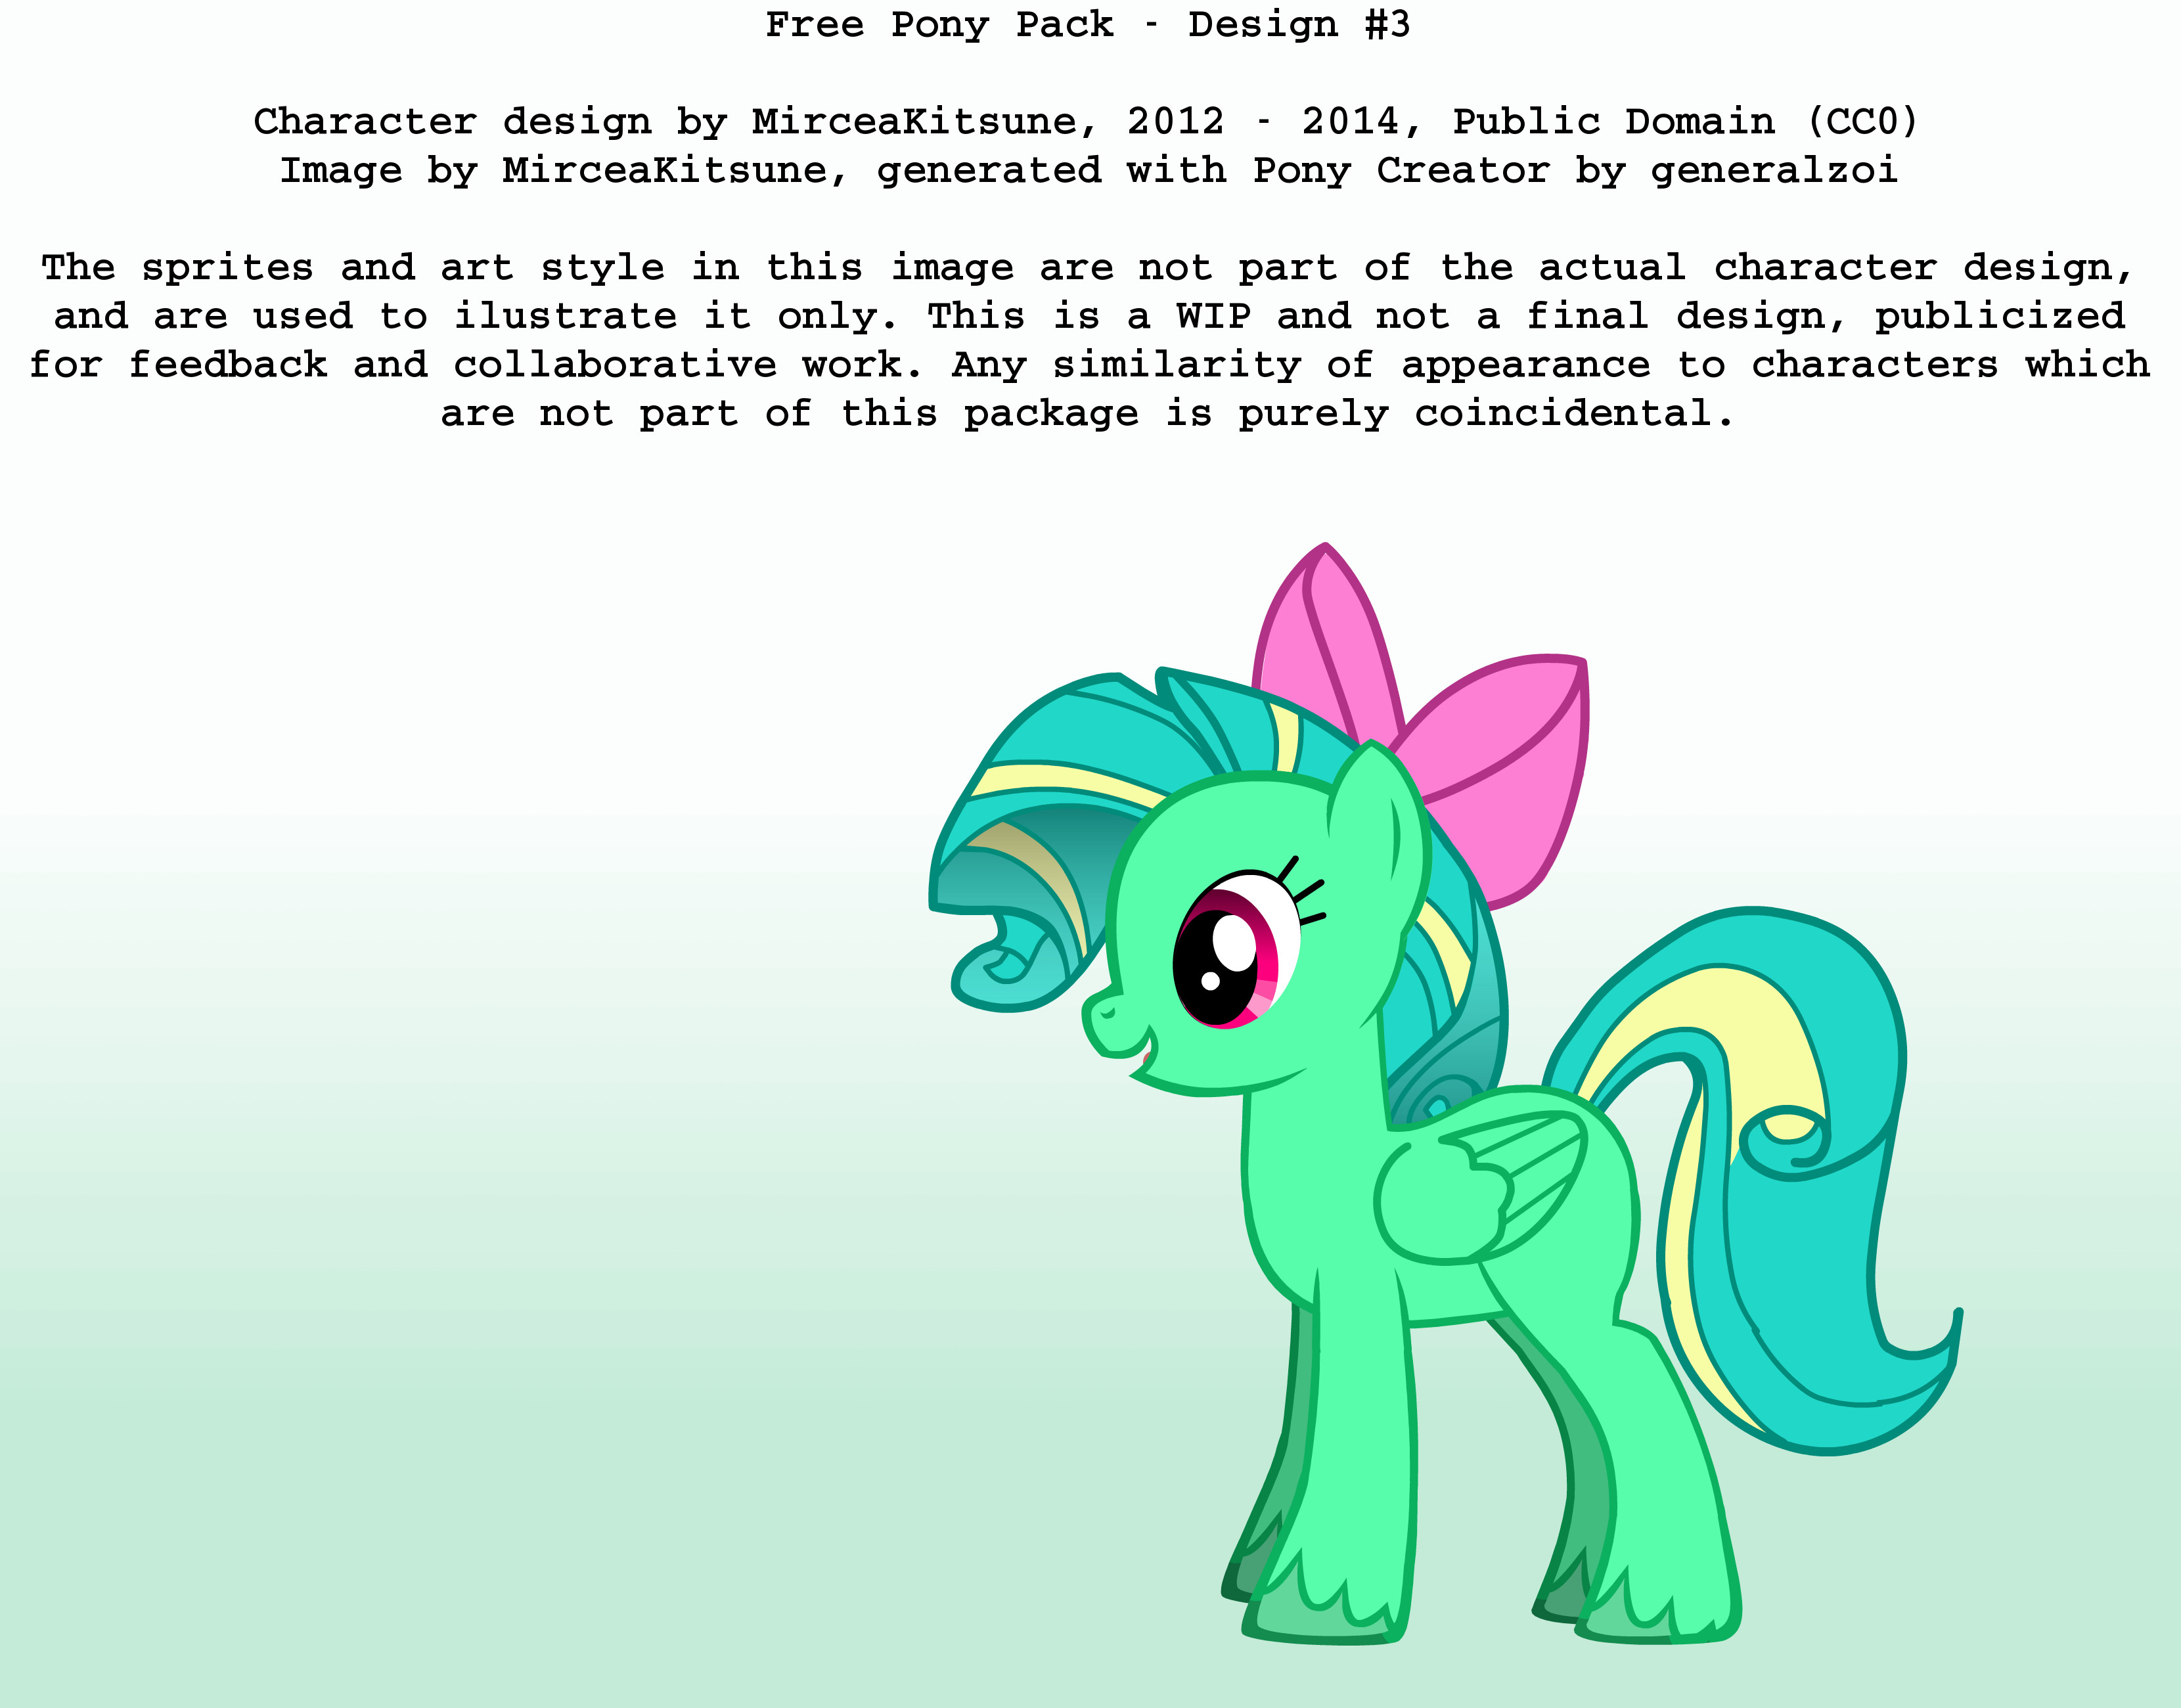 Free Pony Pack - Design #3
Character design by MirceaKitsune, 2012 - 2014, Public Domain (CC0)
Image by MirceaKitsune, generated with Pony Creator by generalzoi
The sprites and art style in this image are not part of the actual character design,
and are used to ilustrate it only. This is a WIP and not a final design, publicized
for feedback and collaborative work. Any similarity of appearance to characters which
are not part of this package is purely coincidental.